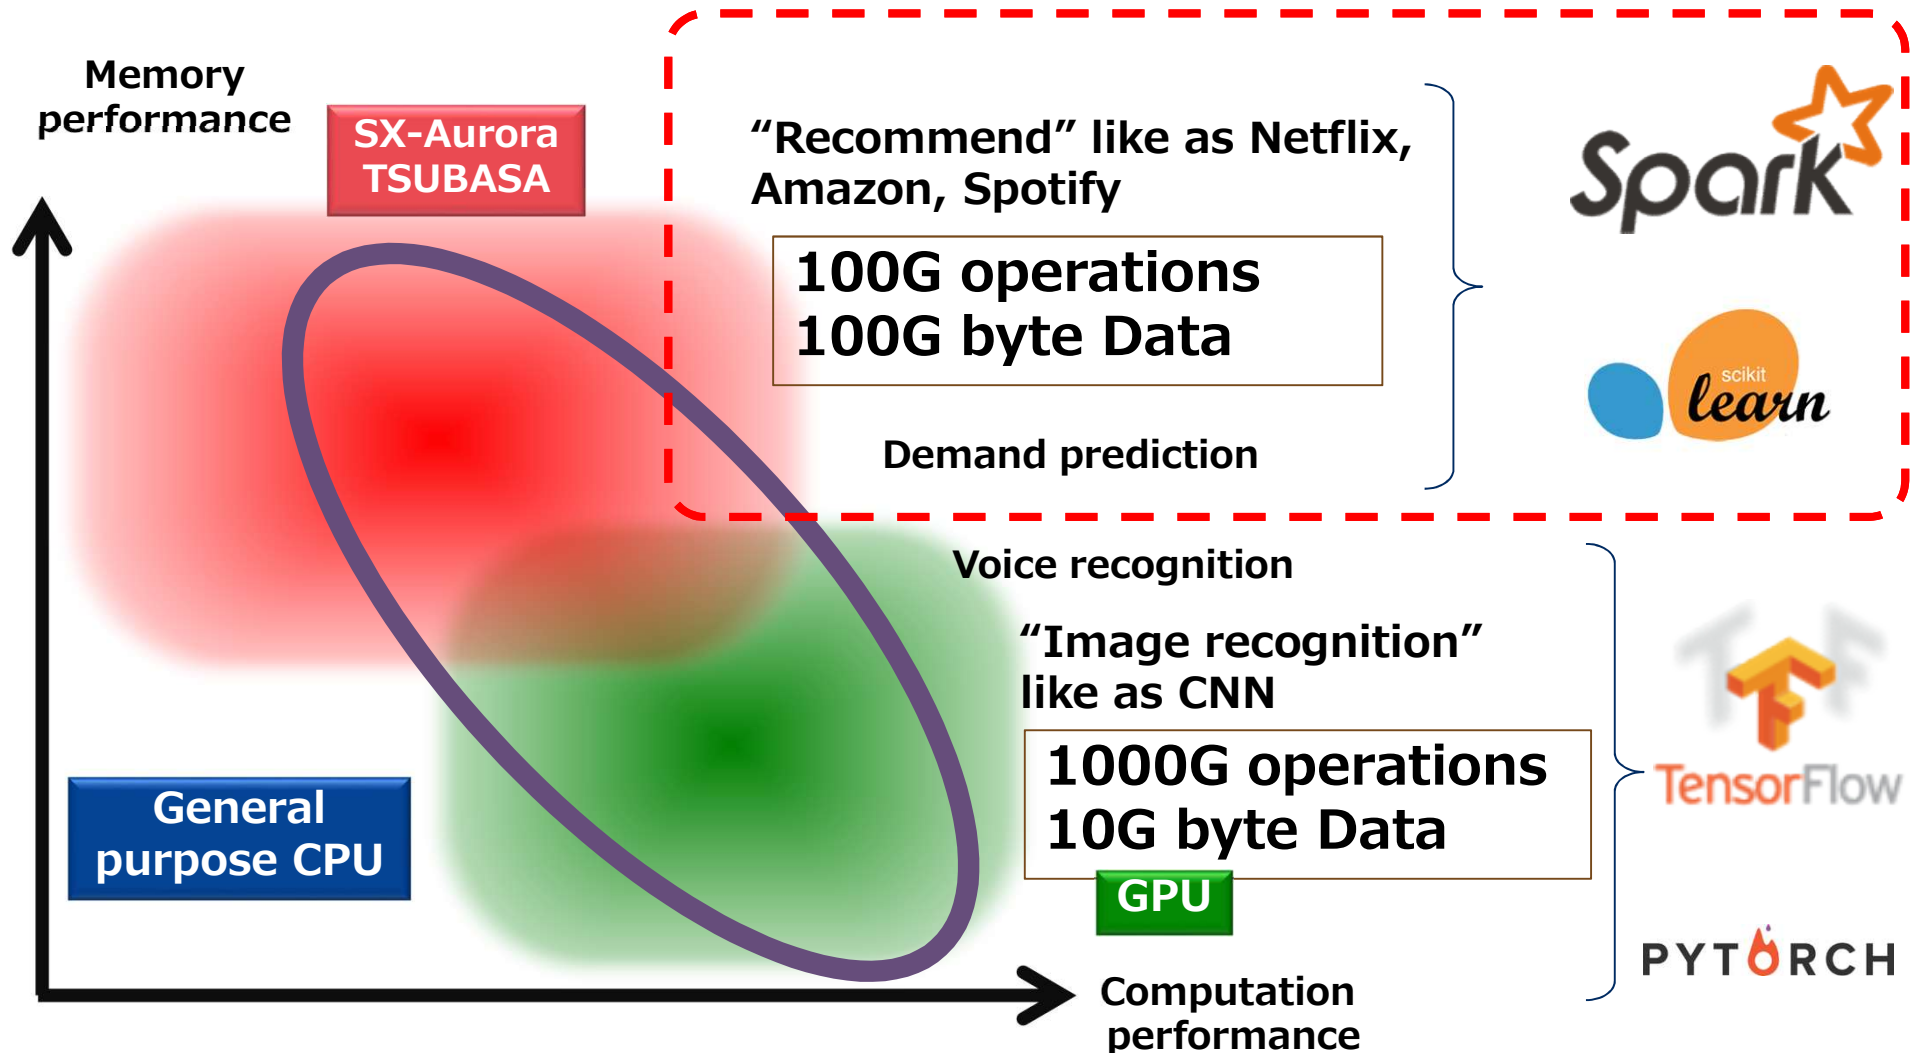 Memory
performance
SX-Aurora
TSUBASA
“Recommend” like as Netflix,
Amazon, Spotify
100G operations
100G byte Data
Demand prediction
Spark
scikit
learn
Voice recognition
“Image recognition”
like as CNN
1000G operations
10G byte Data
GPU
General
purpose CPU
TensorFlow
PYTORCH
Computation
performance